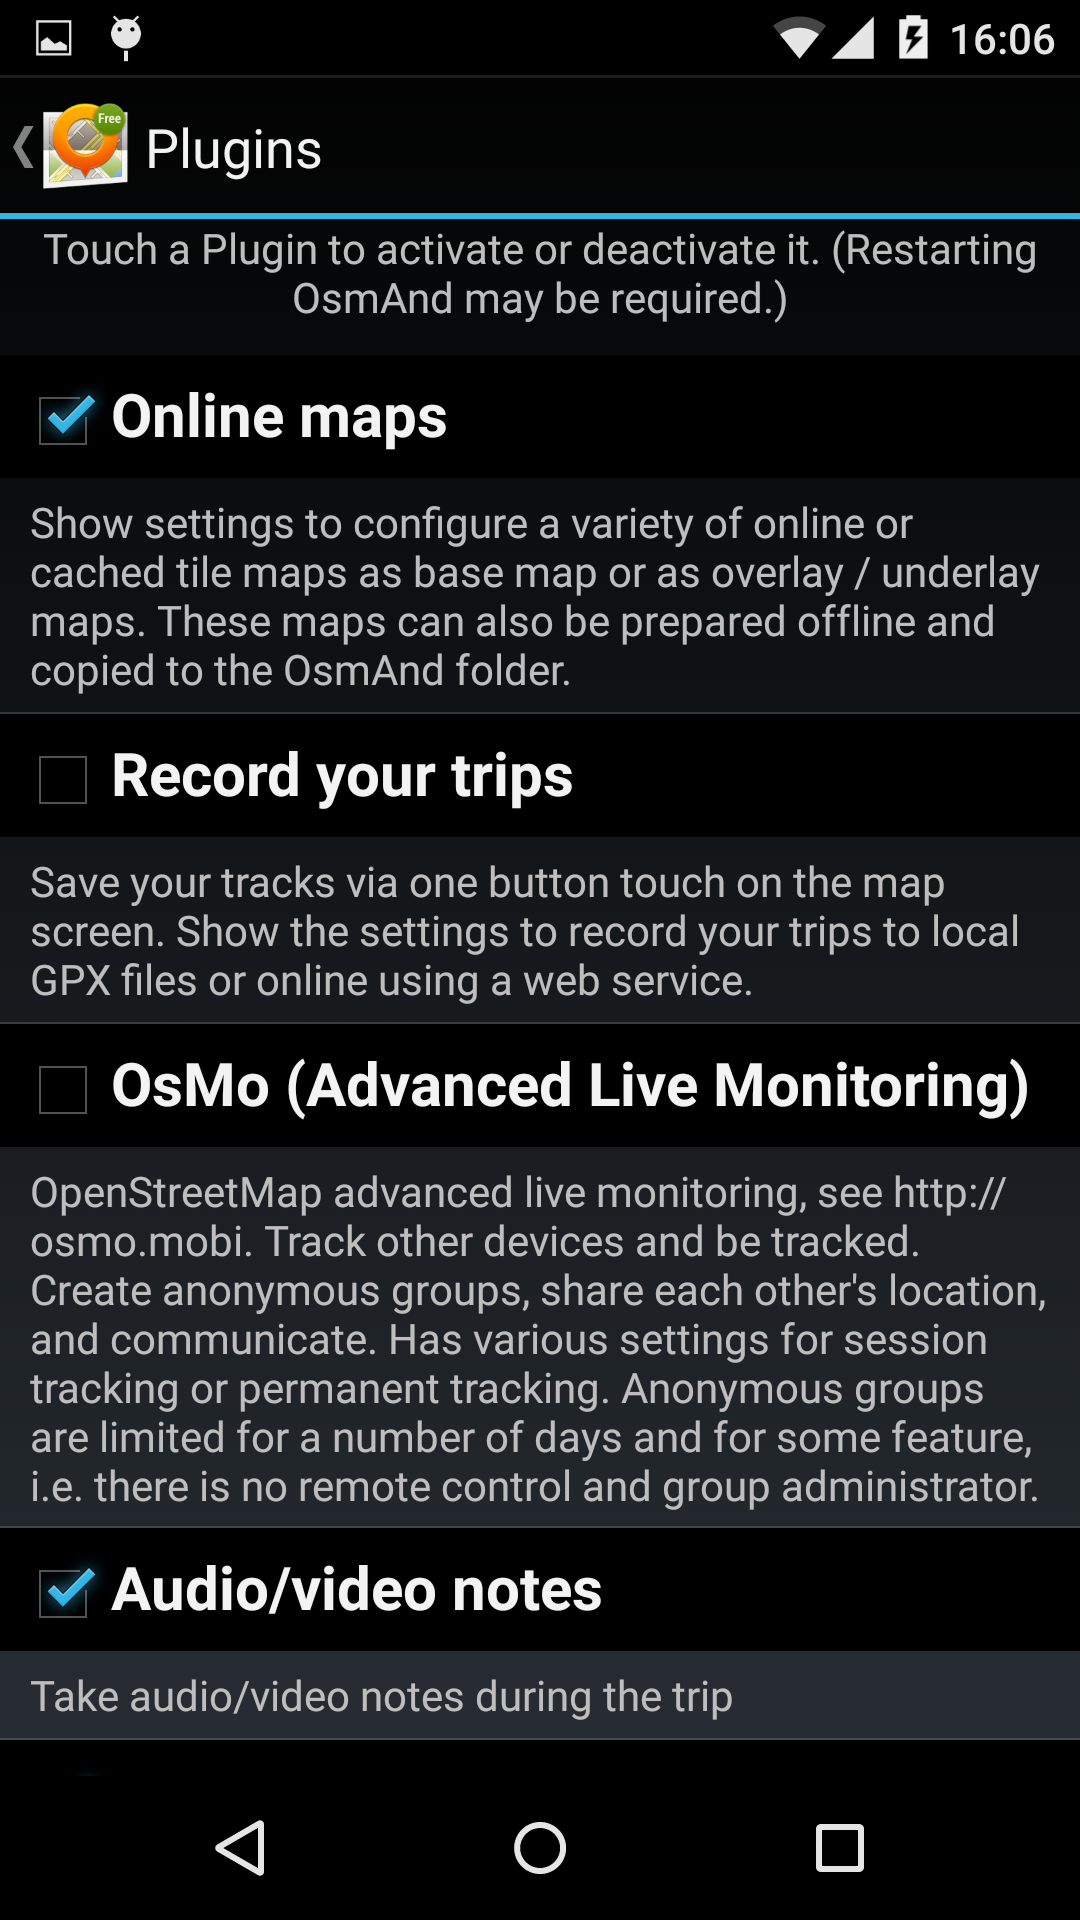 16:06
Free
Plugins
Touch a Plugin to activate or deactivate it. (Restarting
OsmAnd may be required.)
Online maps
Show settings to configure a variety of online or
cached tile maps as base map or as overlay / underlay
maps. These maps can also be prepared offline and
copied to the OsmAnd folder.
Record your trips
Save your tracks via one button touch on the map
screen. Show the settings to record your trips to local
GPX files or online using a web service.
OsMo (Advanced Live Monitoring)
OpenStreetMap advanced live monitoring, see http://
osmo.mobi. Track other devices and be tracked.
Create anonymous groups, share each other's location,
and communicate. Has various settings for session
tracking or permanent tracking. Anonymous groups
are limited for a number of days and for some feature,
i.e. there is no remote control and group administrator.
Audio/video notes
Take audio/video notes during the trip